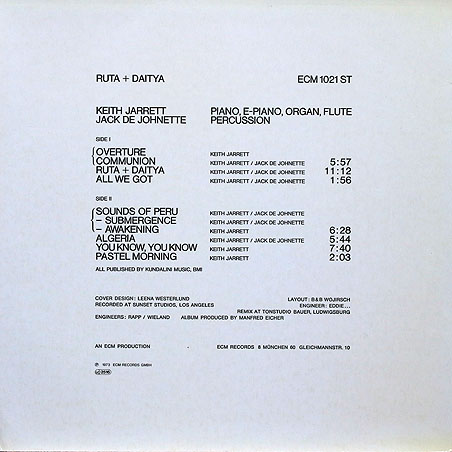 RUTA + DAITYA ECM 1021 ST
KEITH JARRETT PIANO, E-PIANO, ORGAN, FLUTE
JACK DE JOHNETTE PERCUSSION
SIDE I
OVERTURE KEITH JARRETT
COMMUNION KEITH JARRETT / JACK DE JOHNETTE 5:57
RUTA + DAITYA KEITH JARRETT / JACK DE JOHNETTE 11:12
ALL WE GOT KEITH JARRETT / JACK DE JOHNETTE 1:56
SIDE II
SOUNDS OF PERU KEITH JARRETT / JACK DE JOHNETTE
– SUBMERGENCE KEITH JARRETT / JACK DE JOHNETTE
– AWAKENING KEITH JARRETT 6:28
ALGERIA KEITH JARRETT / JACK DE JOHNETTE 5:44
YOU KNOW, YOU KNOW KEITH JARRETT 7:40
PASTEL MORNING KEITH JARRETT 2:03
ALL PUBLISHED BY KUNDALINI MUSIC, BMI
COVER DESIGN: LEENA WESTERLUND LAYOUT: B & B WOJIRSCH
RECORDED AT SUNSET STUDIOS, LOS ANGELES ENGINEER: EDDIE...
REMIX AT TONSTUDIO BAUER, LUDWIGSBURG
ENGINEERS: RAPP / WIELAND ALBUM PRODUCED BY MANFRED EICHER
AN ECM PRODUCTION ECM RECORDS 8 MÜNCHEN 60 GLEICHMANNSTR. 10
℗ 1973 ECM RECORDS GMBH